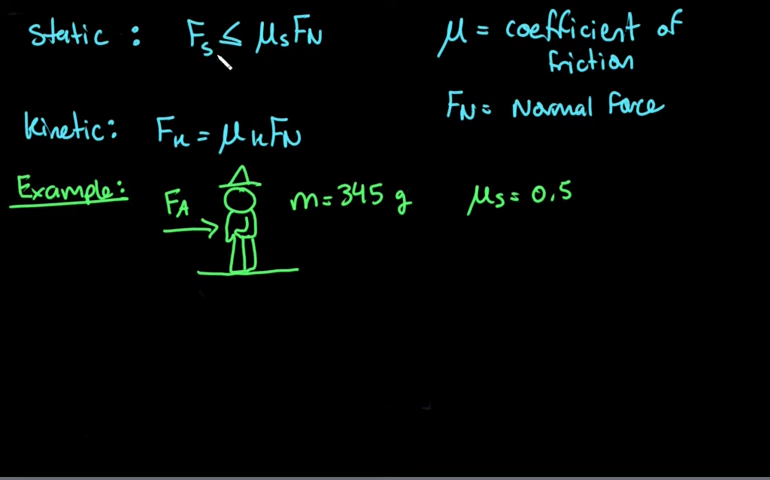 Static: Fs ≤ μsFN
μ = coefficient of
friction
FN = Normal Force
Kinetic: Fk = μkFN
Example:
FA
m = 345 g
μs = 0.5